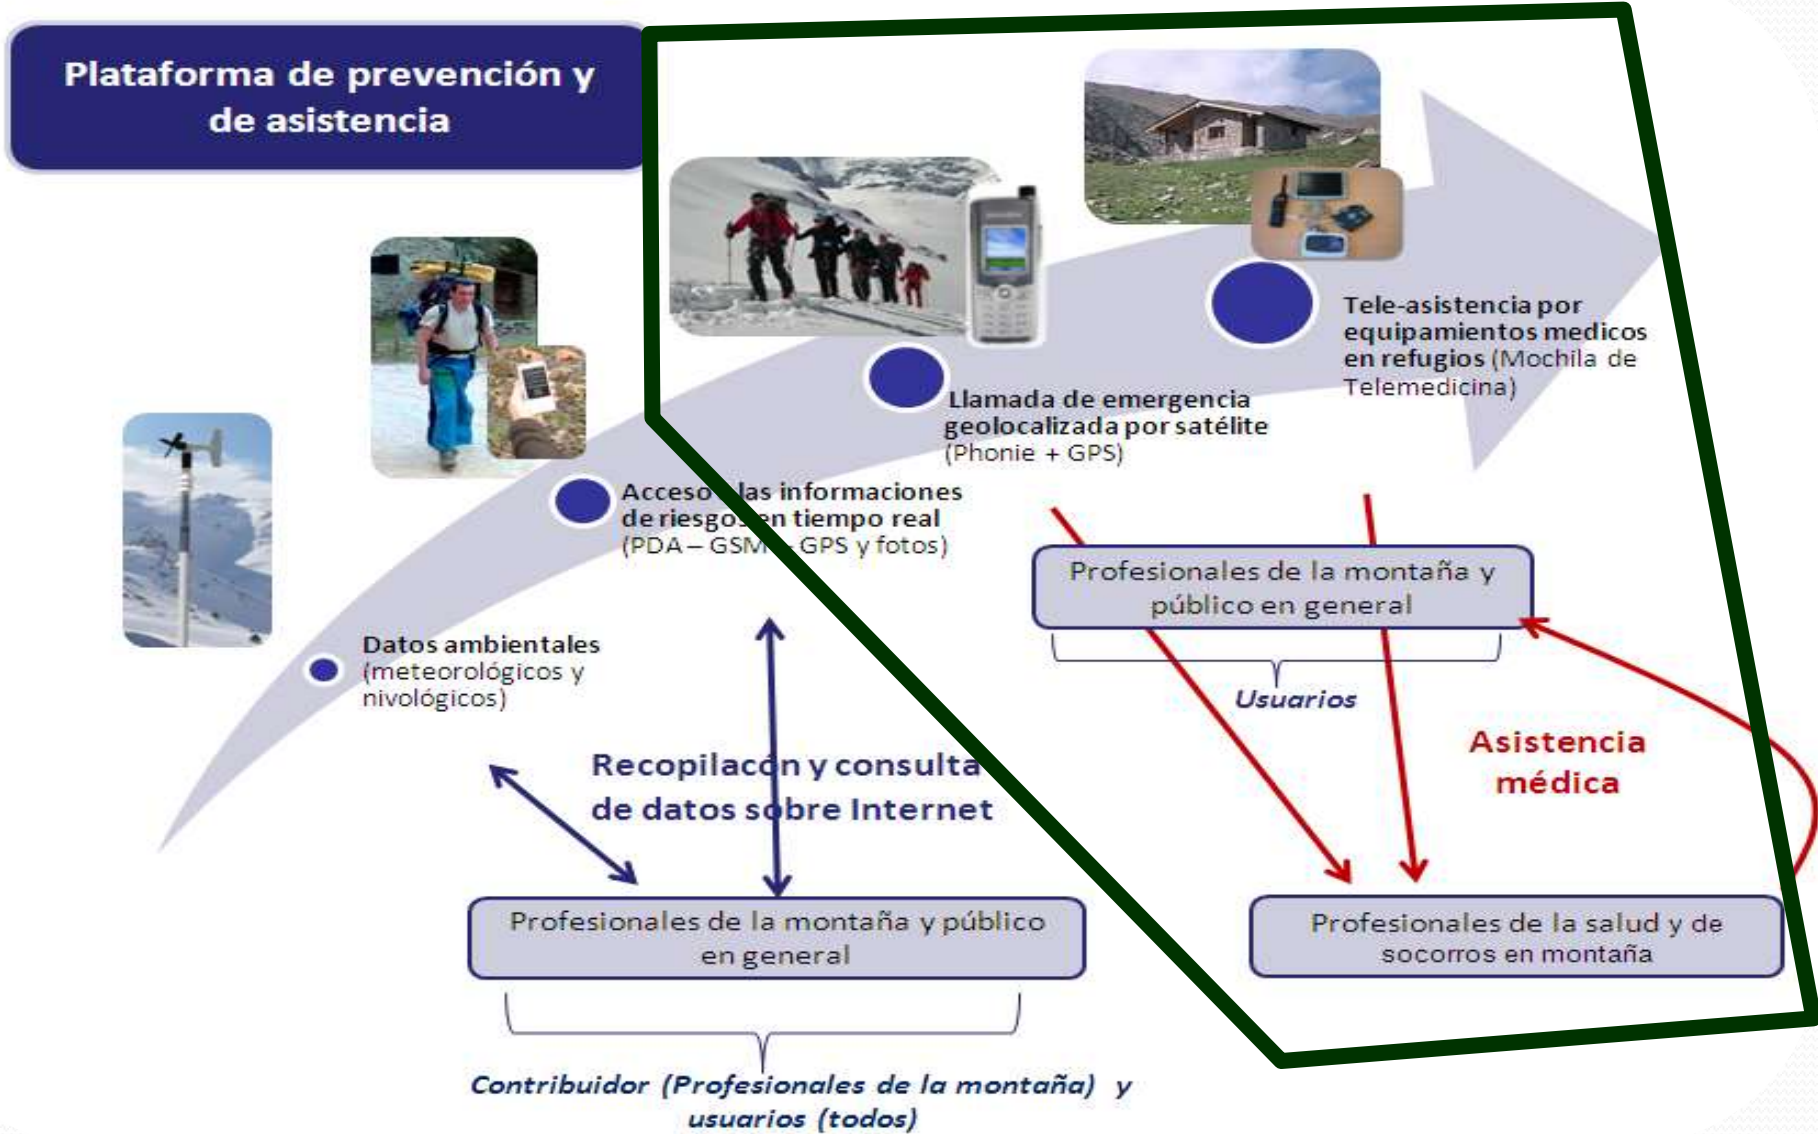 Plataforma de prevención y
de asistencia
Tele-asistencia por
equipamientos medicos
en refugios (Mochila de
Telemedicina)
Llamada de emergencia
geolocalizada por satélite
(Phonie + GPS)
Acceso las informaciones
de riesgos en tiempo real
(PDA – GSM – GPS y fotos)
Datos ambientales
(meteorológicos y
nivológicos)
Profesionales de la montaña y
público en general
Usuarios
Asistencia
médica
Recopilacón y consulta
de datos sobre Internet
Profesionales de la montaña y público
en general
Profesionales de la salud y de
socorros en montaña
Contribuidor (Profesionales de la montaña) y
usuarios (todos)